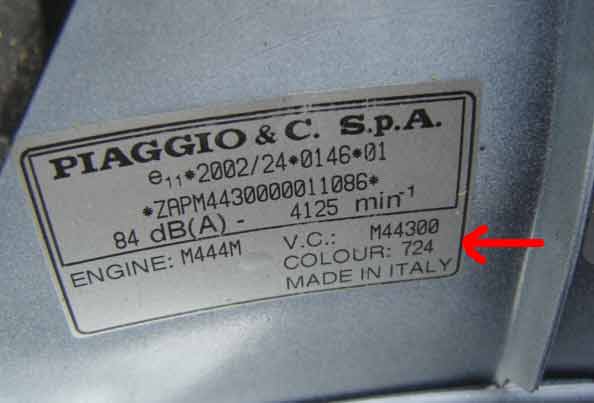 PIAGGIO & C. S.p.A.
e11*2002/24*0146*01
*ZAPM4430000011086*
84 dB(A) - 4125 min-1
ENGINE: M444M V.C.: M44300
COLOUR: 724
MADE IN ITALY